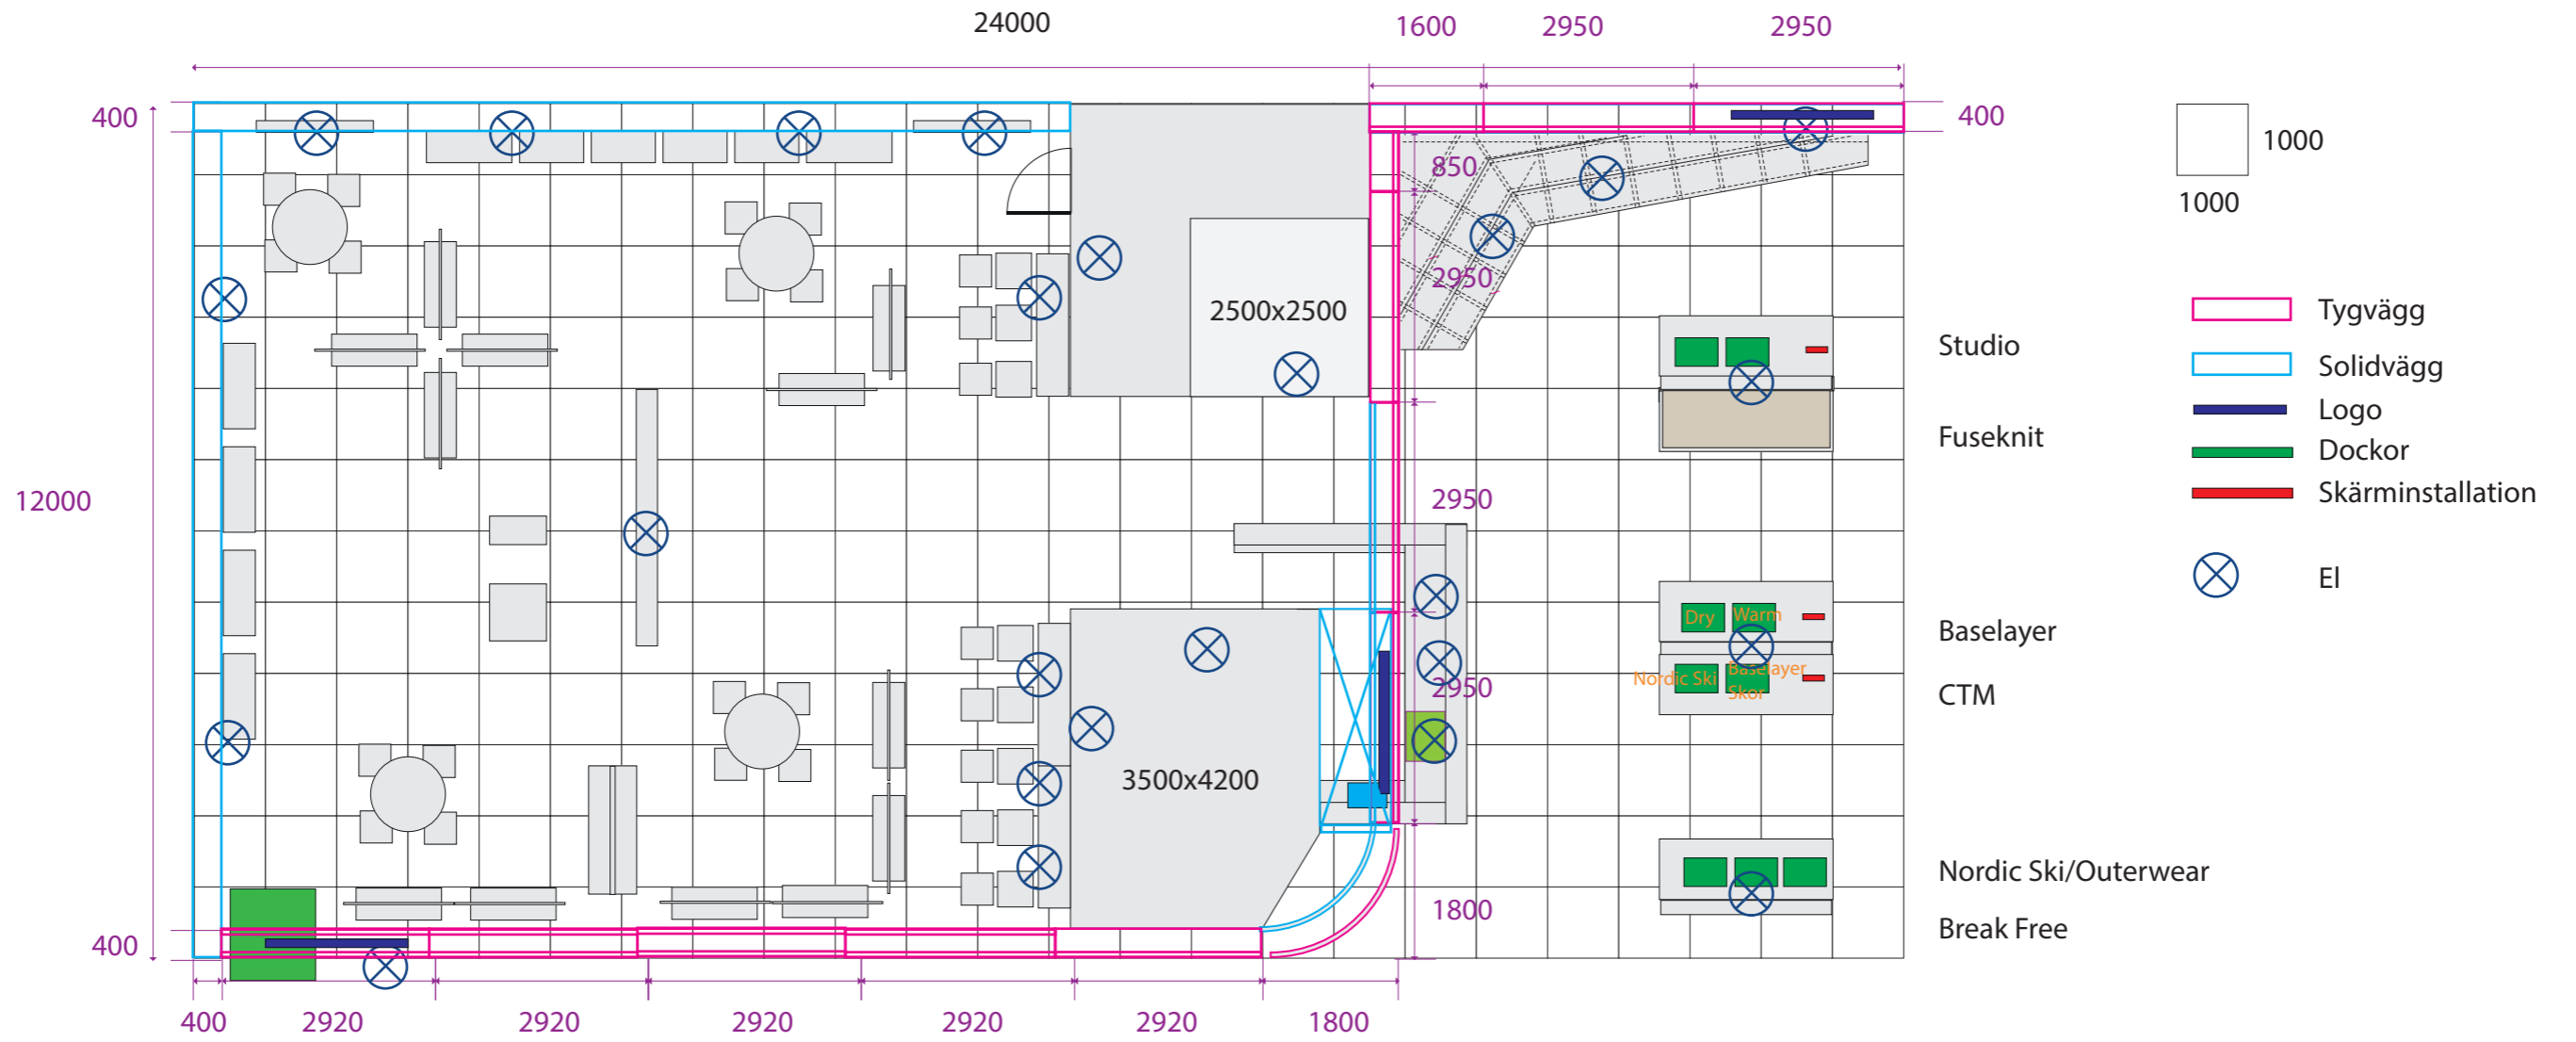 24000
1600
2950
2950
400
400
1000
1000
850
2950
2500x2500
Studio
Fuseknit
Tygvägg
Solidvägg
Logo
Dockor
Skärminstallation
El
12000
2950
Dry
Warm
Baselayer
Nordic Ski
Baselayer
Skor
CTM
2950
3500x4200
Nordic Ski/Outerwear
Break Free
1800
400
400
2920
2920
2920
2920
2920
1800